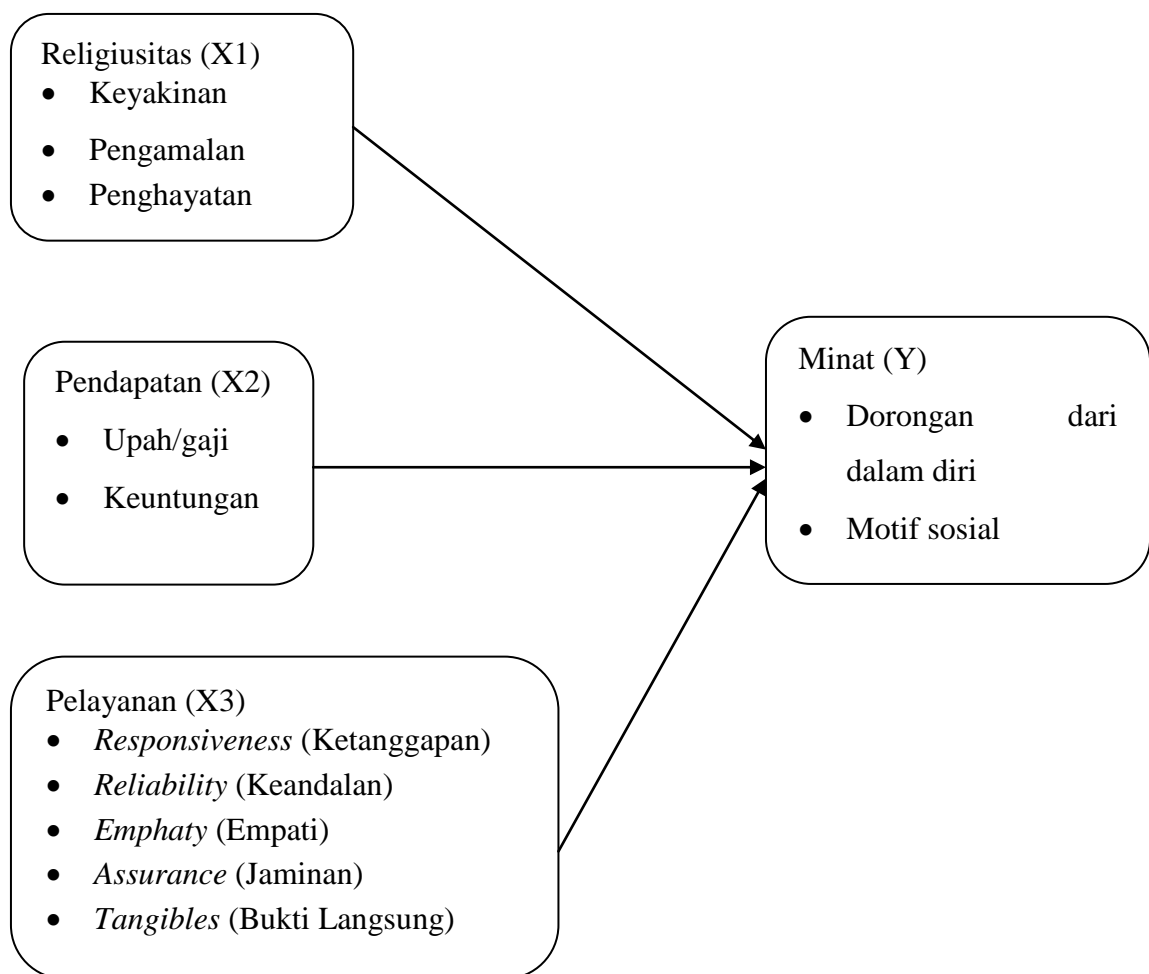 Religiusitas (X1)
• Keyakinan
• Pengamalan
• Penghayatan
Pendapatan (X2)
• Upah/gaji
• Keuntungan
Minat (Y)
• Dorongan dari
dalam diri
• Motif sosial
Pelayanan (X3)
• Responsiveness (Ketanggapan)
• Reliability (Keandalan)
• Emphaty (Empati)
• Assurance (Jaminan)
• Tangibles (Bukti Langsung)